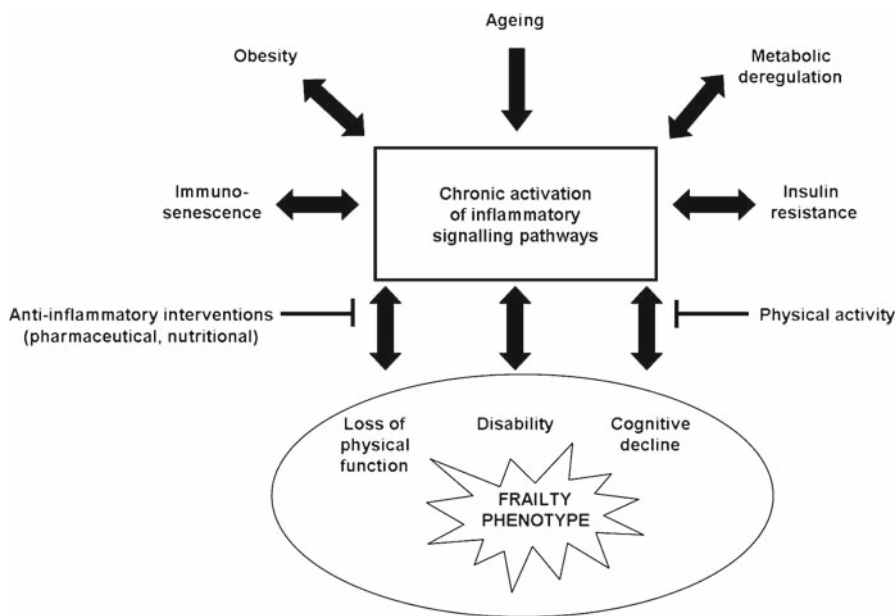 Ageing
Obesity
Metabolic
deregulation
Immuno-
senescence
Chronic activation
of inflammatory
signalling pathways
Insulin
resistance
Anti-inflammatory interventions
(pharmaceutical, nutritional)
Physical activity
Loss of
physical
function
Disability
Cognitive
decline
FRAILTY
PHENOTYPE